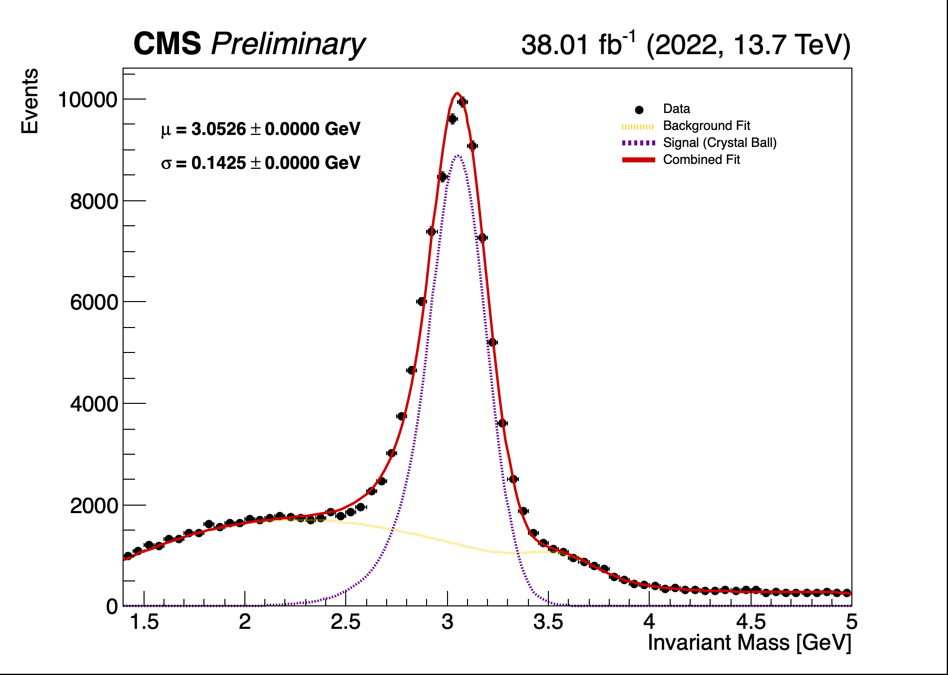 CMS Preliminary
38.01 fb⁻¹ (2022, 13.7 TeV)
Events
10000
8000
6000
4000
2000
0
μ = 3.0526 ± 0.0000 GeV
σ = 0.1425 ± 0.0000 GeV
Data
Background Fit
Signal (Crystal Ball)
Combined Fit
1.5 2 2.5 3 3.5 4 4.5 5
Invariant Mass [GeV]